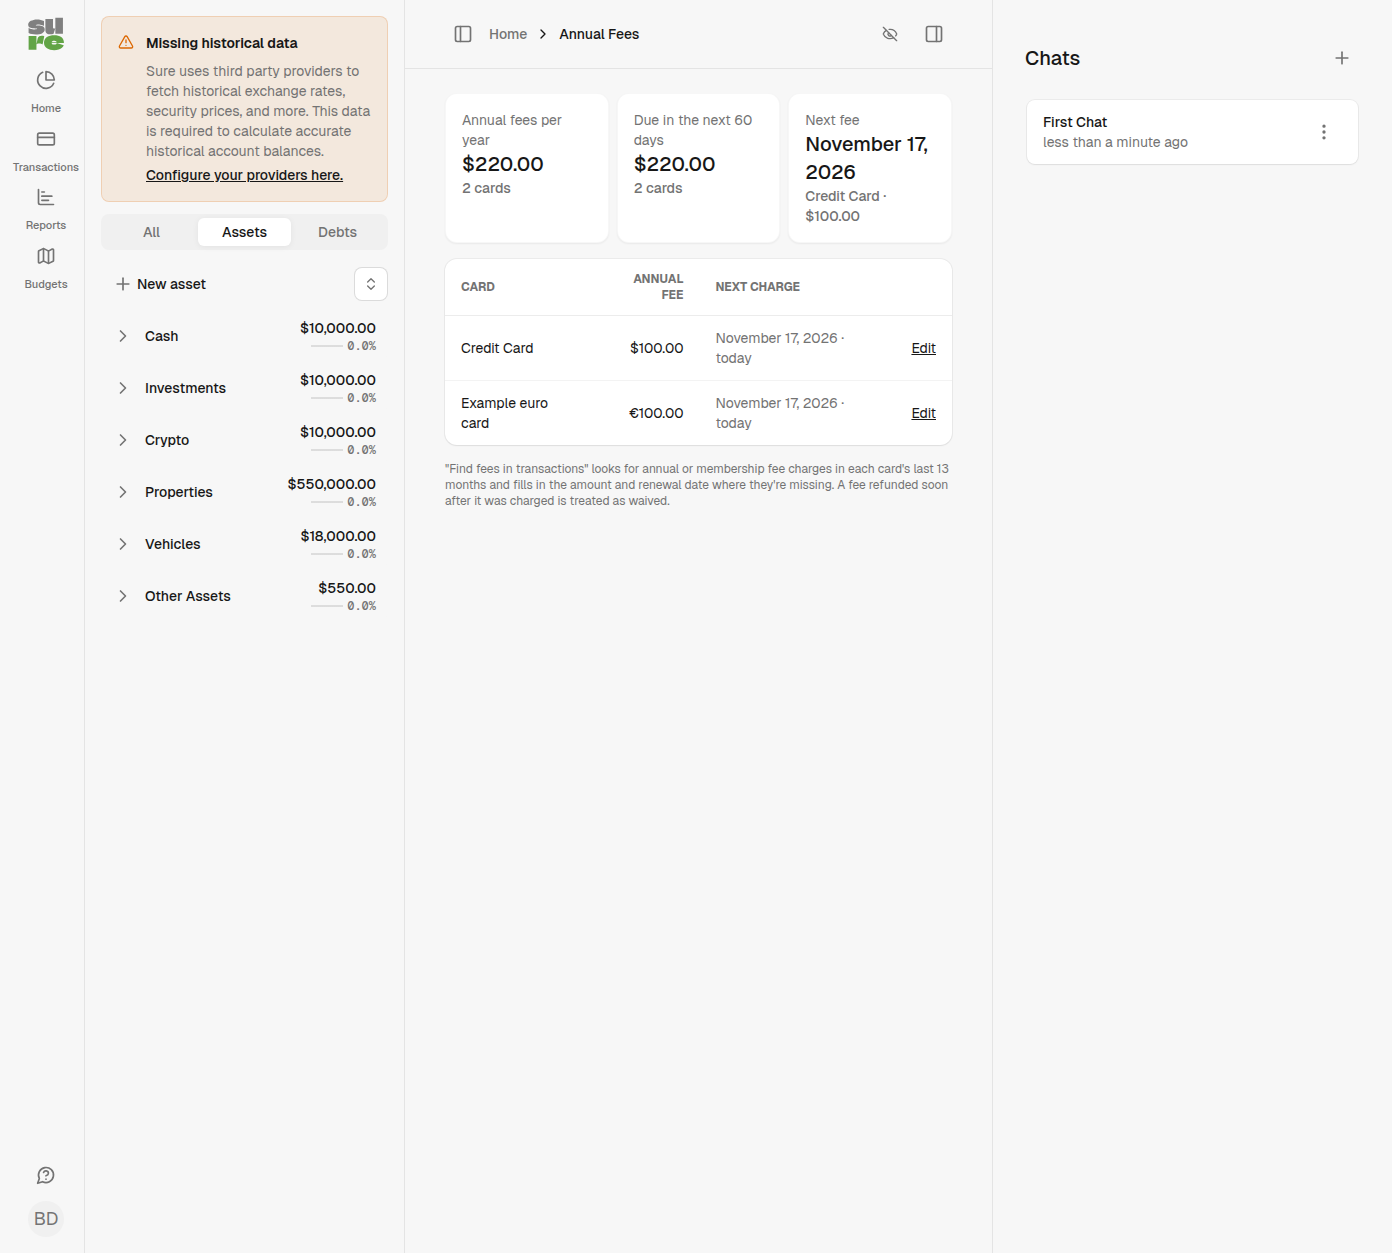 sure
Home
Transactions
Reports
Budgets
BD
Missing historical data
Sure uses third party providers to
fetch historical exchange rates,
security prices, and more. This data
is required to calculate accurate
historical account balances.
Configure your providers here.
All
Assets
Debts
New asset
Cash
$10,000.00
0.0%
Investments
$10,000.00
0.0%
Crypto
$10,000.00
0.0%
Properties
$550,000.00
0.0%
Vehicles
$18,000.00
0.0%
Other Assets
$550.00
0.0%
Home
Annual Fees
Annual fees per
year
$220.00
2 cards
Due in the next 60
days
$220.00
2 cards
Next fee
November 17,
2026
Credit Card ·
$100.00
CARD
ANNUAL
FEE
NEXT CHARGE
Credit Card
$100.00
November 17, 2026 ·
today
Edit
Example euro
card
€100.00
November 17, 2026 ·
today
Edit
"Find fees in transactions" looks for annual or membership fee charges in each card's last 13
months and fills in the amount and renewal date where they're missing. A fee refunded soon
after it was charged is treated as waived.
Chats
First Chat
less than a minute ago